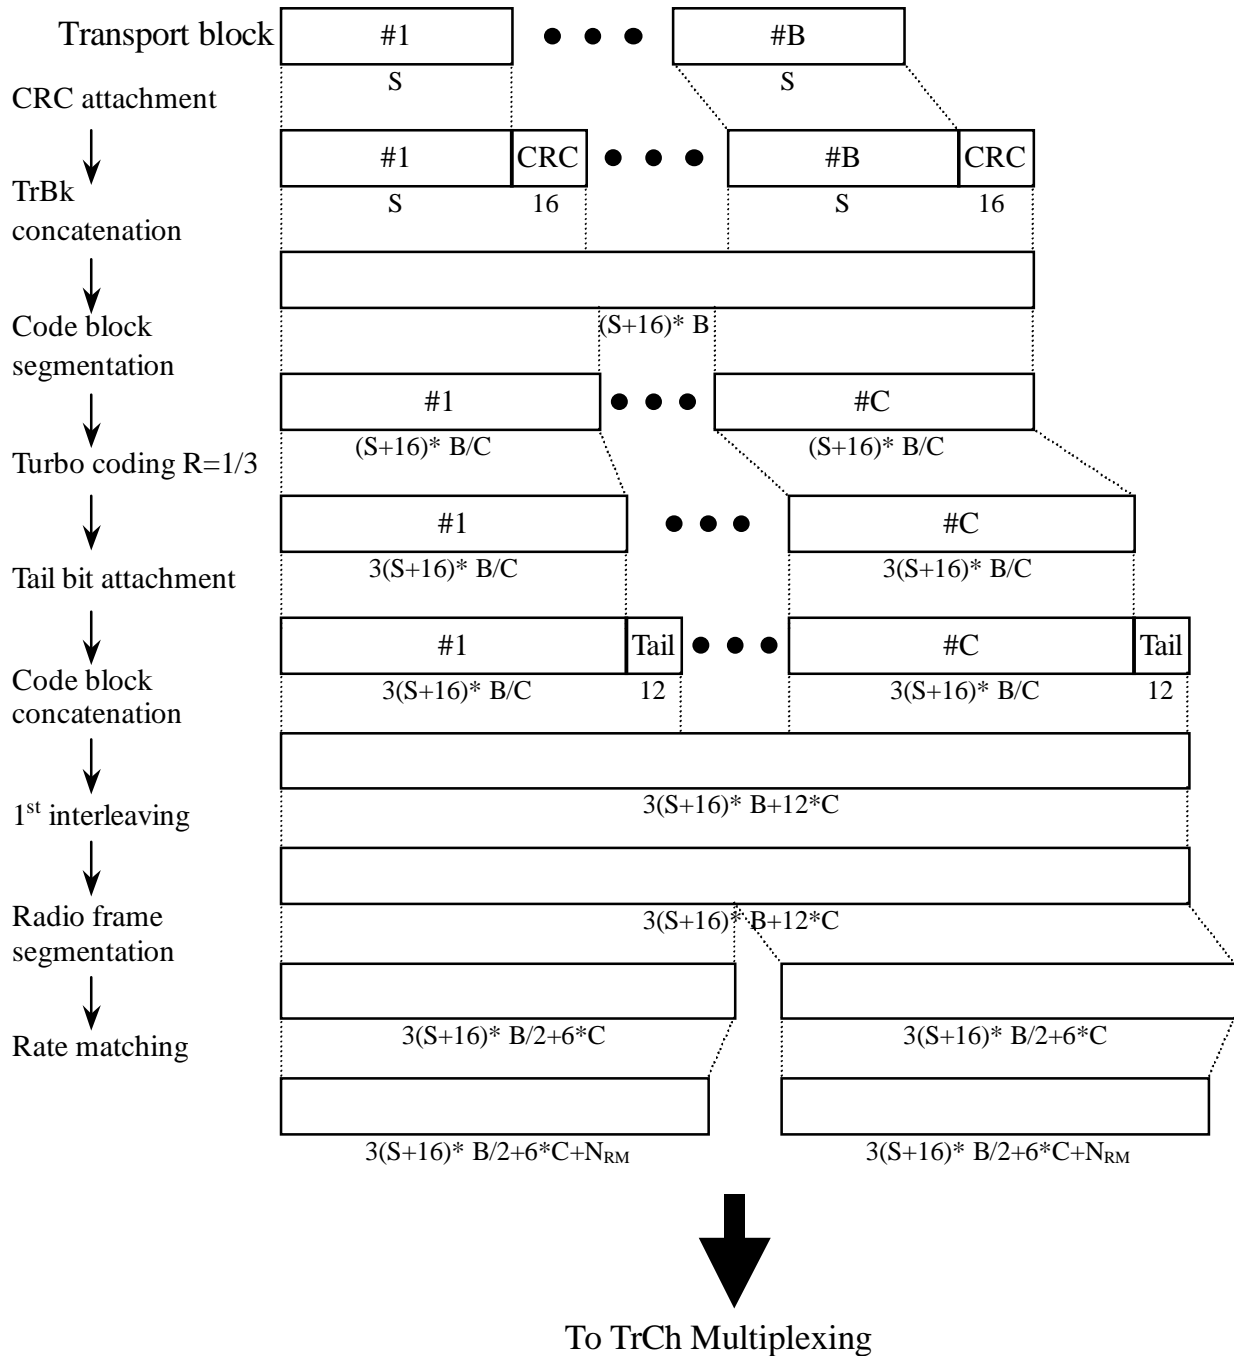 Transport block #1 #B
S S
CRC attachment
#1 CRC #B CRC
S 16 S 16
TrBk
concatenation
(S+16)* B
Code block
segmentation
#1 #C
(S+16)* B/C (S+16)* B/C
Turbo coding R=1/3
#1 #C
3(S+16)* B/C 3(S+16)* B/C
Tail bit attachment
#1 Tail #C Tail
3(S+16)* B/C 12 3(S+16)* B/C 12
Code block
concatenation
3(S+16)* B+12*C
1st interleaving
3(S+16)* B+12*C
Radio frame
segmentation
3(S+16)* B/2+6*C 3(S+16)* B/2+6*C
Rate matching
3(S+16)* B/2+6*C+NRM 3(S+16)* B/2+6*C+NRM
To TrCh Multiplexing